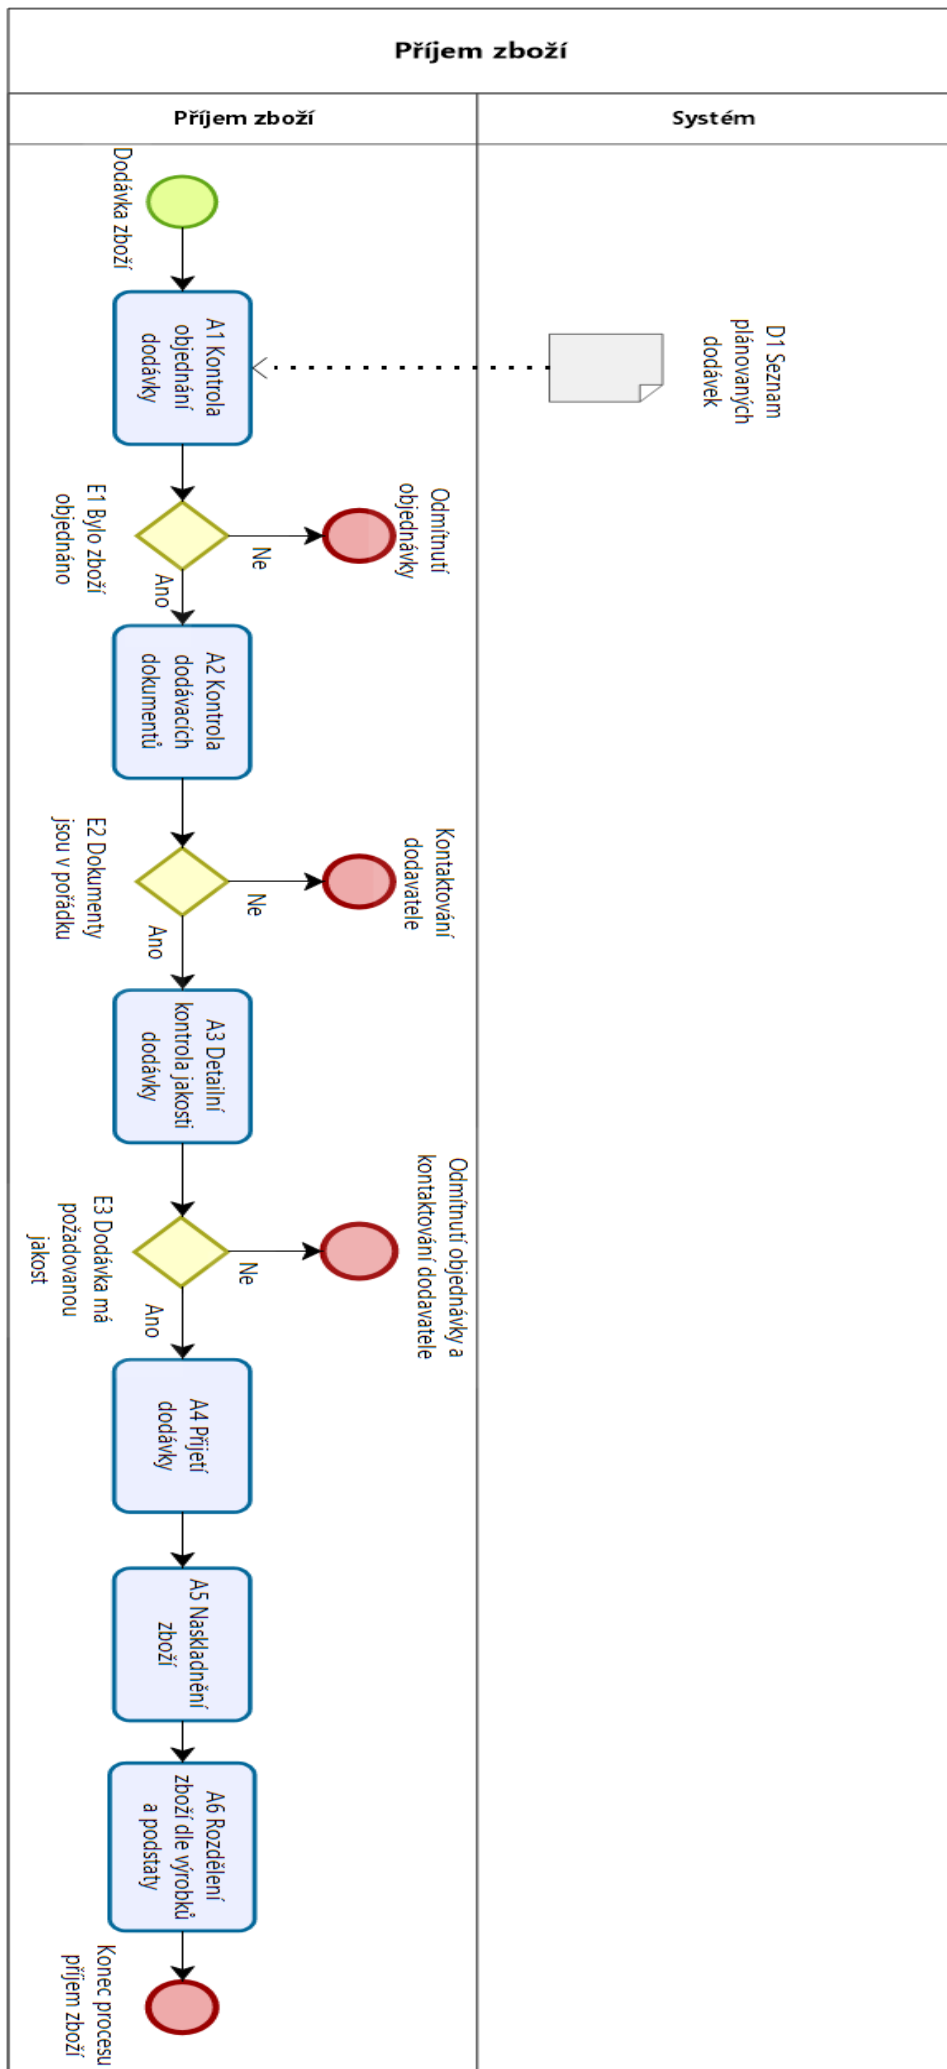 Příjem zboží
Příjem zboží
Systém
Dodávka zboží
A1 Kontrola
objednání
dodávky
D1 Seznam
plánovaných
dodávek
E1 Bylo zboží
objednáno
Ne
Odmítnutí
objednávky
Ano
A2 Kontrola
dodávacích
dokumentů
E2 Dokumenty
jsou v pořádku
Ne
Kontaktování
dodavatele
Ano
A3 Detailní
kontrola jakosti
dodávky
E3 Dodávka má
požadovanou
jakost
Ne
Odmítnutí objednávky a
kontaktování dodavatele
Ano
A4 Přijetí
dodávky
A5 Naskladnění
zboží
A6 Rozdělení
zboží dle výrobků
a podstaty
Konec procesu
příjem zboží